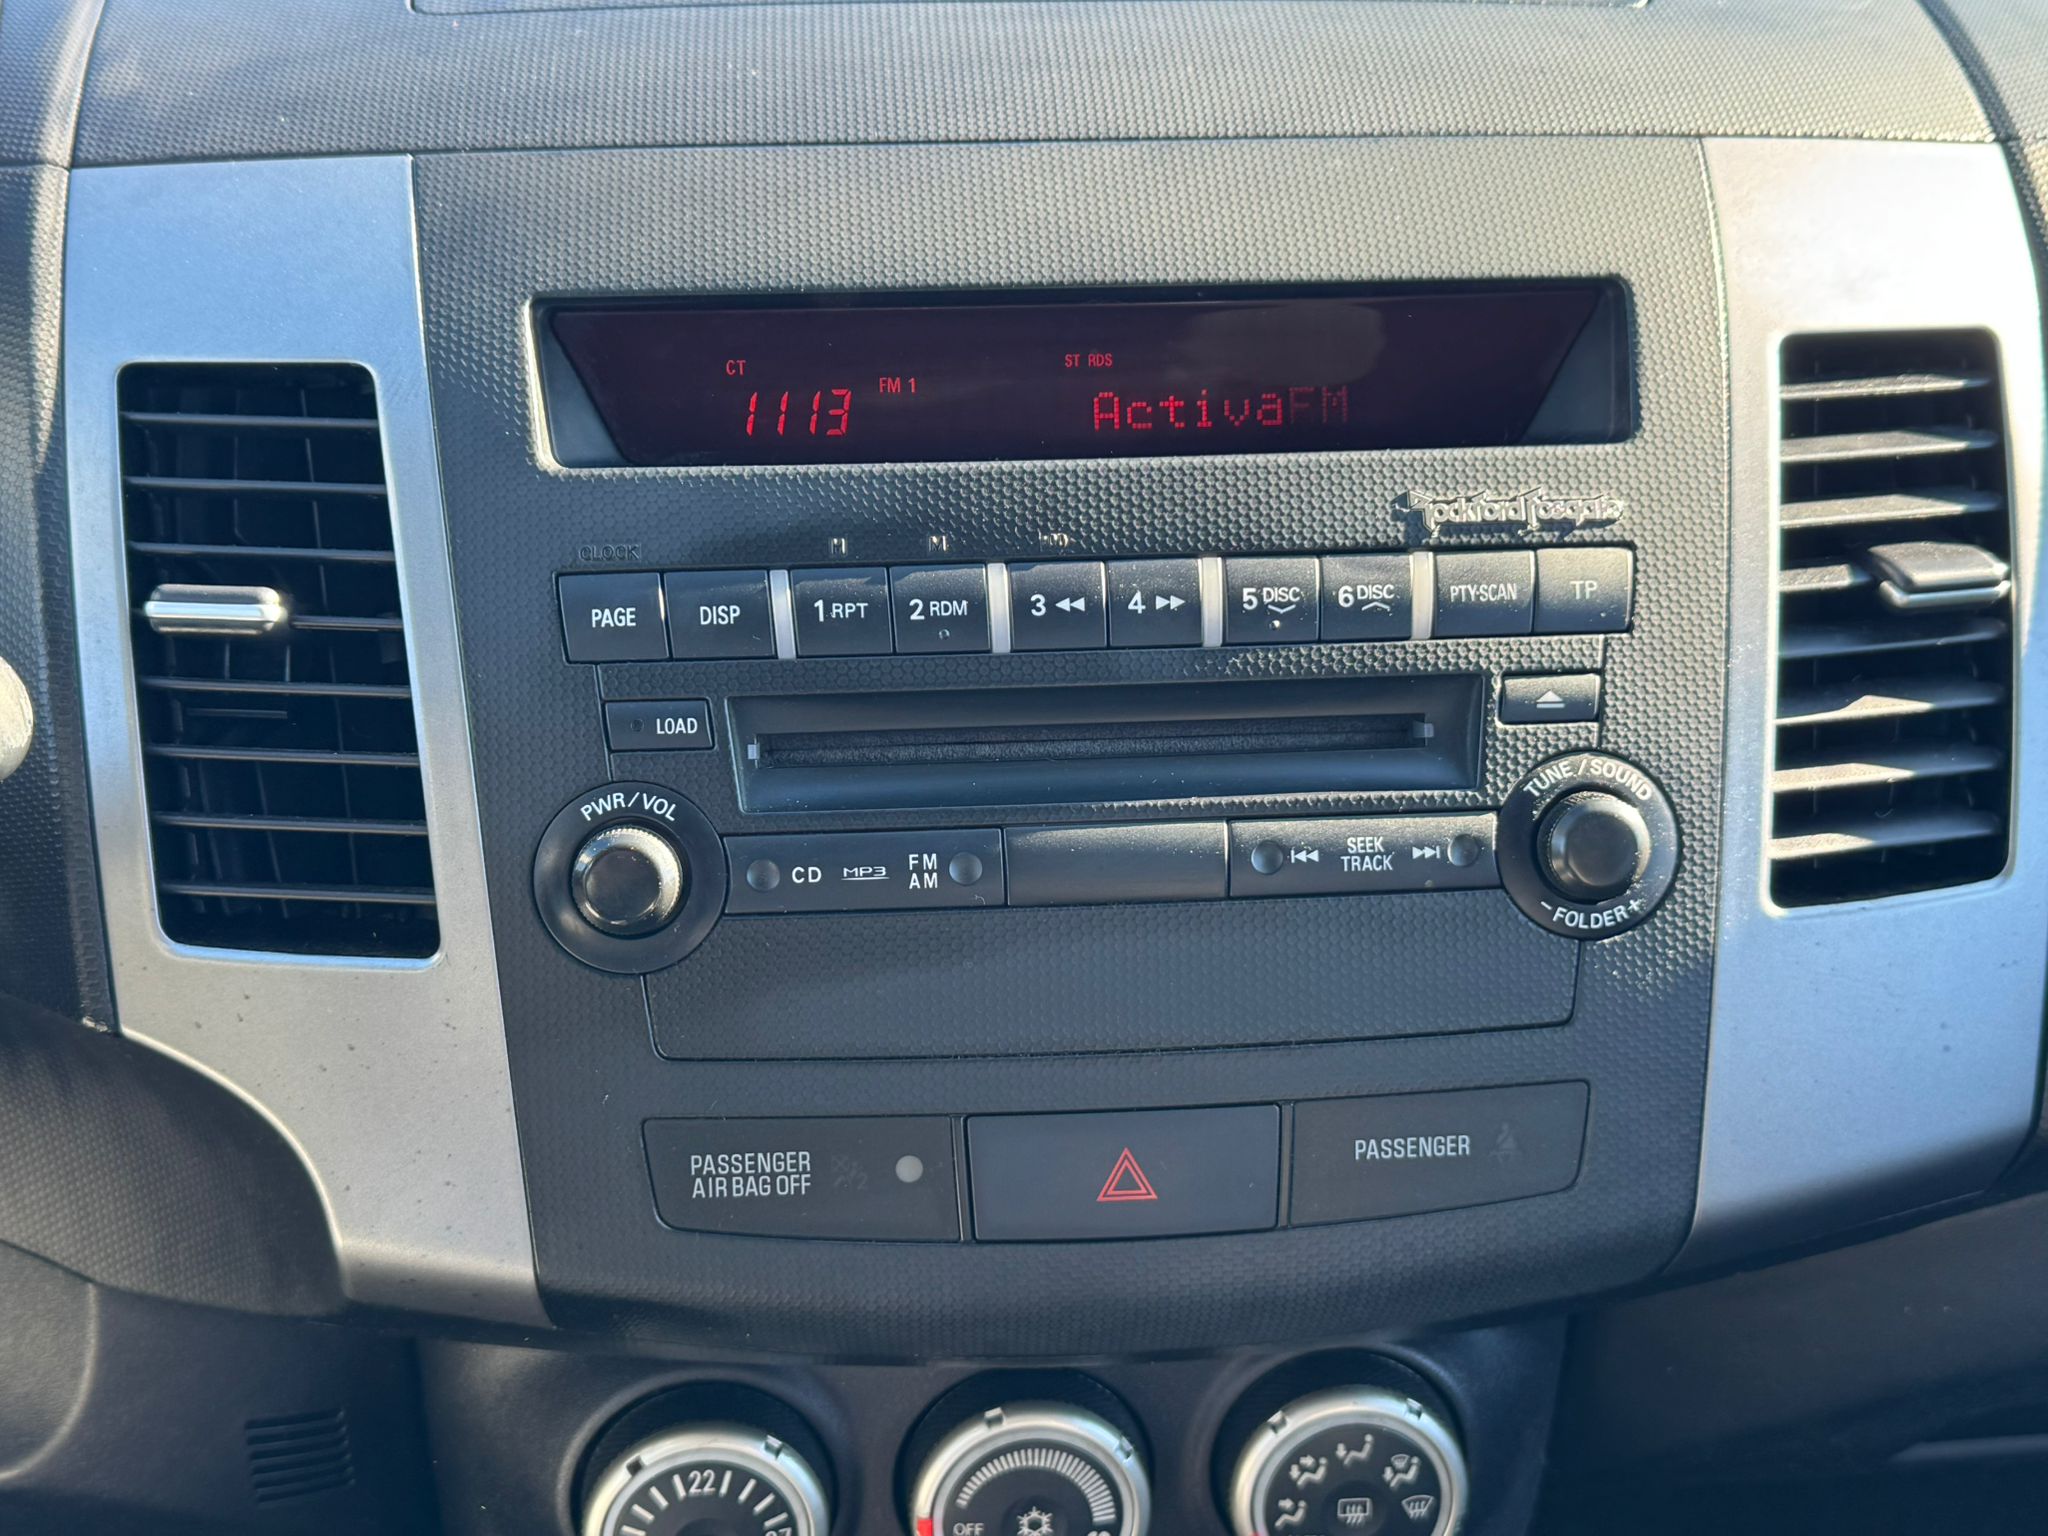 CT
ST RDS
1113
FM 1
ActivaFM
Rockford Fosgate
CLOCK
H
M
PAGE
DISP
1 RPT
2 RDM
3
4
5 DISC
6 DISC
PTY·SCAN
TP
LOAD
PWR/VOL
TUNE/SOUND
CD
MP3
FM
AM
SEEK
TRACK
- FOLDER+
PASSENGER
AIR BAG OFF
PASSENGER
22
OFF